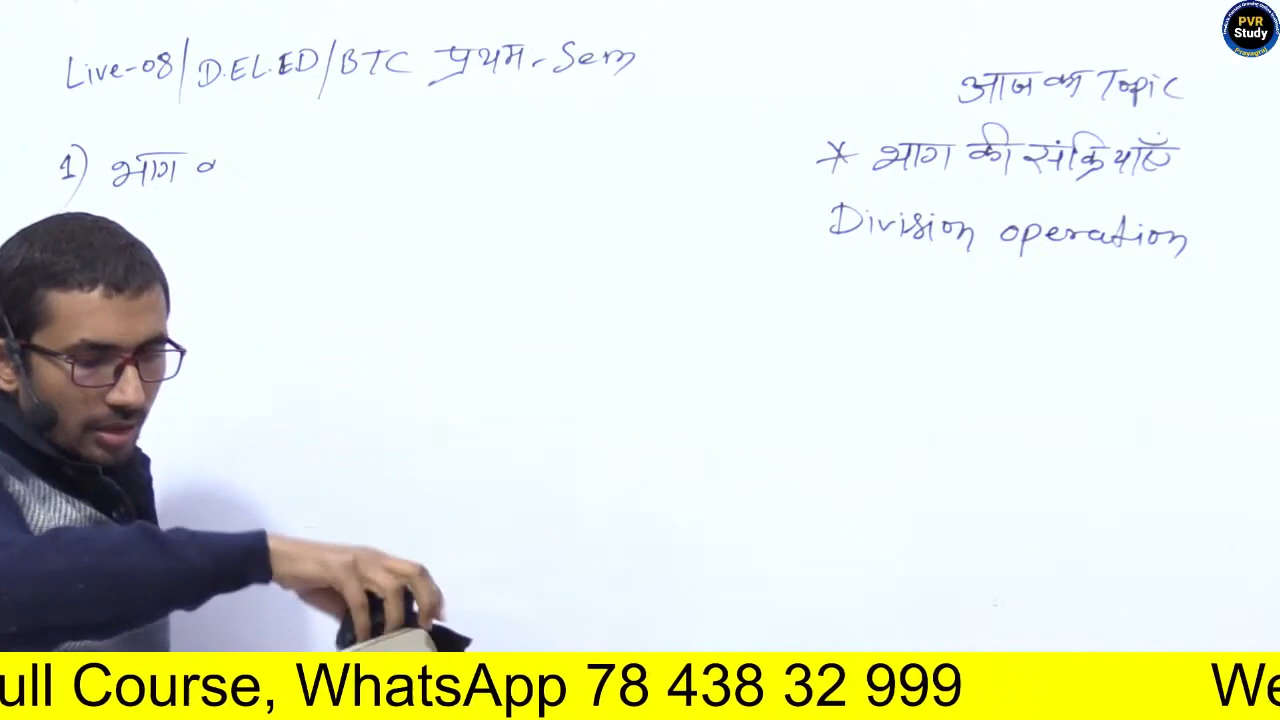 Live-08/D.EL.ED/BTC प्रथम-Sem
आज का Topic
* भाग की संक्रियाएँ
Division operation
1) भाग
PVR
Study
Prayagraj
ull Course, WhatsApp 78 438 32 999
We